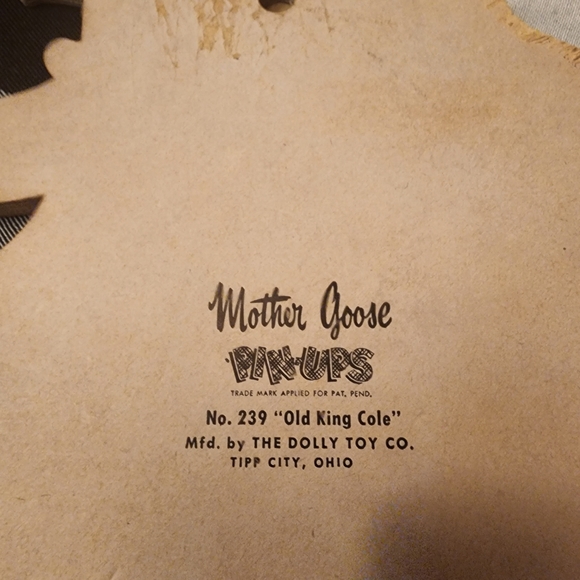 Mother Goose
PIN-UPS
TRADE MARK APPLIED FOR PAT. PEND.
No. 239 "Old King Cole"
Mfd. by THE DOLLY TOY CO.
TIPP CITY, OHIO